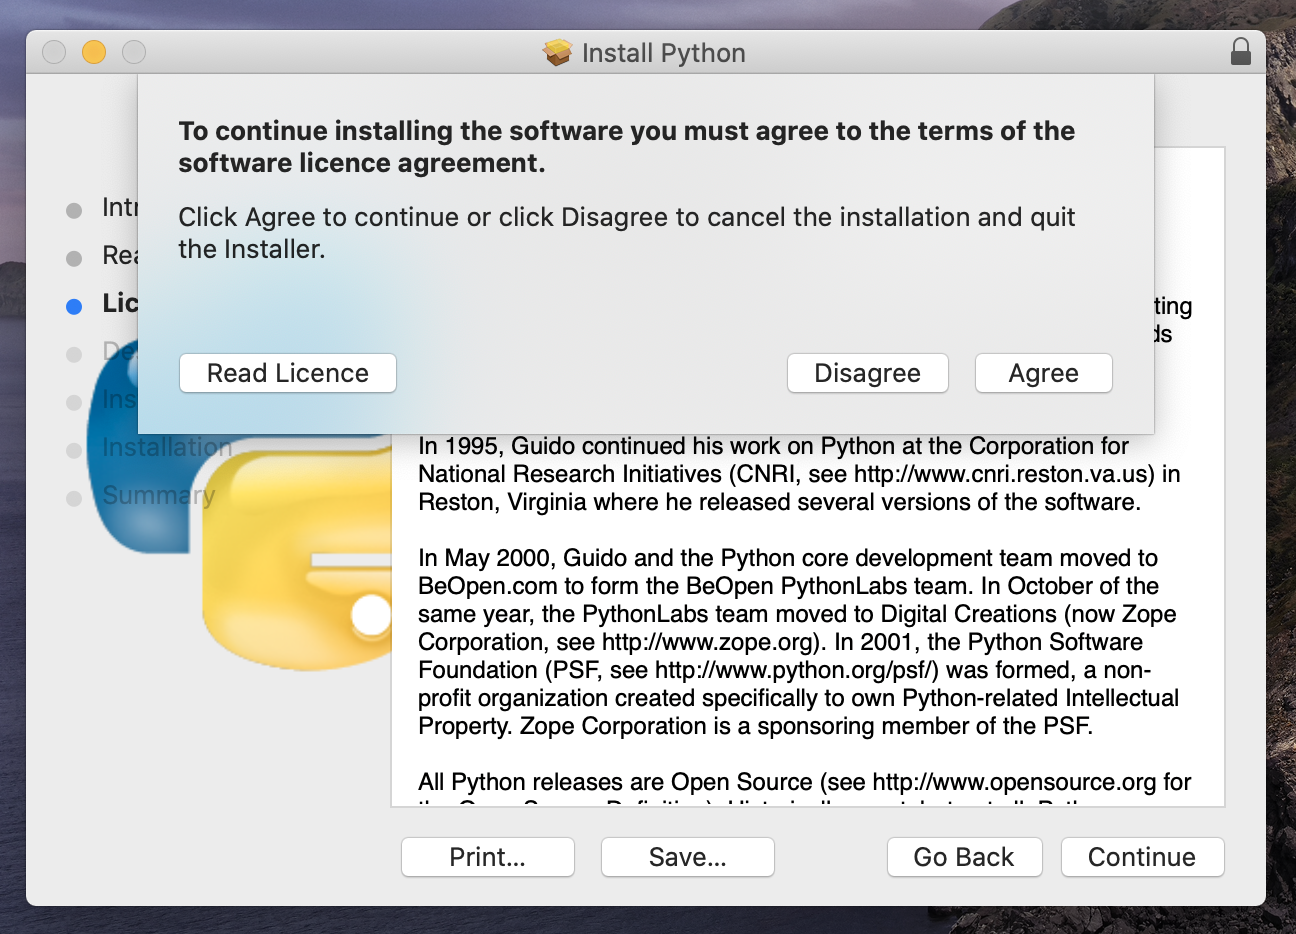 Install Python
To continue installing the software you must agree to the terms of the
software licence agreement.
Click Agree to continue or click Disagree to cancel the installation and quit
the Installer.
Read Licence
Disagree
Agree
Installation
Summary
In 1995, Guido continued his work on Python at the Corporation for
National Research Initiatives (CNRI, see http://www.cnri.reston.va.us) in
Reston, Virginia where he released several versions of the software.
In May 2000, Guido and the Python core development team moved to
BeOpen.com to form the BeOpen PythonLabs team. In October of the
same year, the PythonLabs team moved to Digital Creations (now Zope
Corporation, see http://www.zope.org). In 2001, the Python Software
Foundation (PSF, see http://www.python.org/psf/) was formed, a non-
profit organization created specifically to own Python-related Intellectual
Property. Zope Corporation is a sponsoring member of the PSF.
All Python releases are Open Source (see http://www.opensource.org for
Print...
Save...
Go Back
Continue